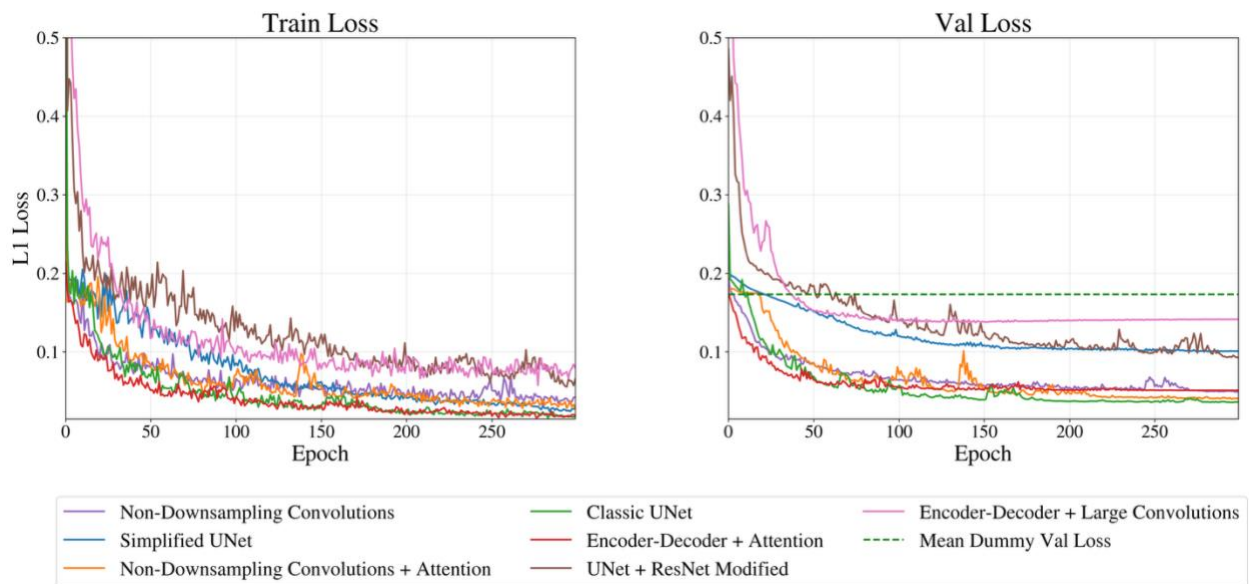 Train Loss
Val Loss
L1 Loss
0.5
0.4
0.3
0.2
0.1
0 50 100 150 200 250
Epoch
0.5
0.4
0.3
0.2
0.1
0 50 100 150 200 250
Epoch
Non-Downsampling Convolutions
Simplified UNet
Non-Downsampling Convolutions + Attention
Classic UNet
Encoder-Decoder + Attention
UNet + ResNet Modified
Encoder-Decoder + Large Convolutions
Mean Dummy Val Loss